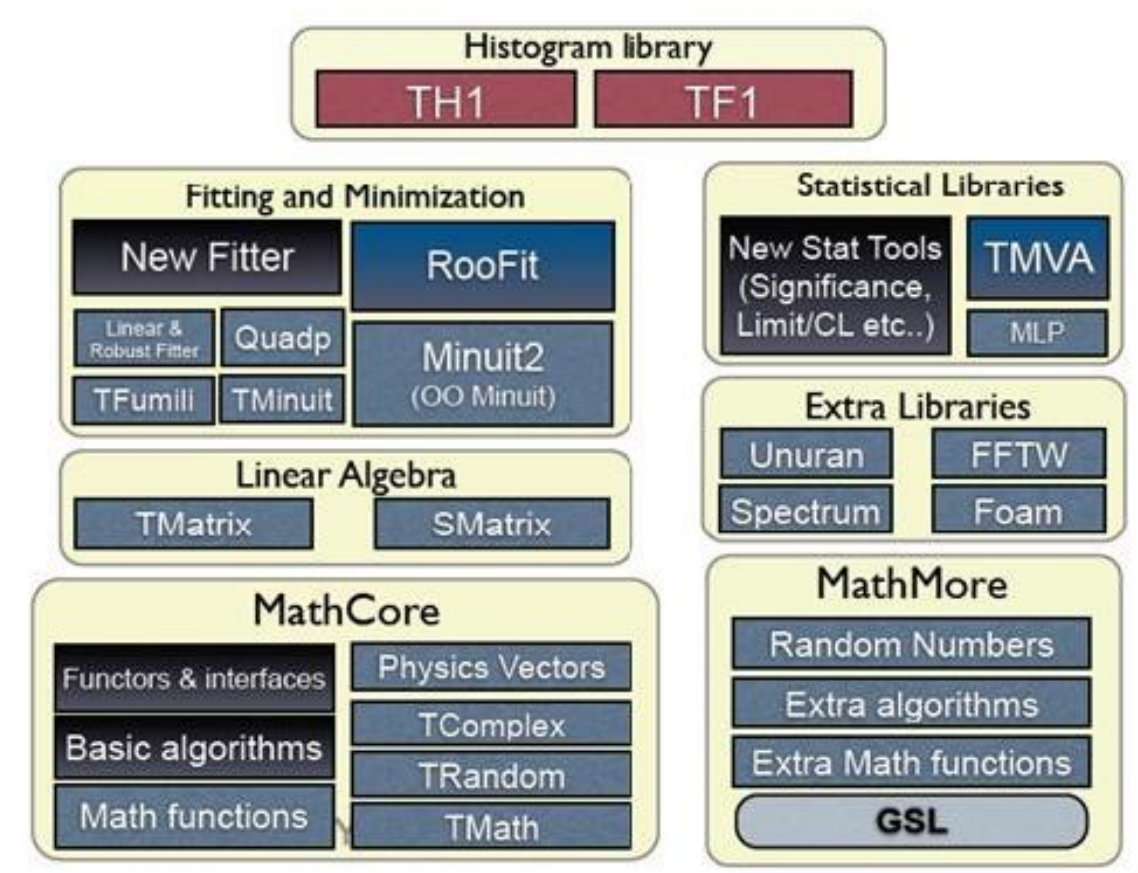 Histogram library
TH1
TF1
Fitting and Minimization
New Fitter
RooFit
Linear &
Robust Fitter
Quadp
TFumili
TMinuit
Minuit2
(OO Minuit)
Statistical Libraries
New Stat Tools
(Significance,
Limit/CL etc..)
TMVA
MLP
Linear Algebra
TMatrix
SMatrix
Extra Libraries
Unuran
FFTW
Spectrum
Foam
MathCore
Functors & interfaces
Basic algorithms
Math functions
Physics Vectors
TComplex
TRandom
TMath
MathMore
Random Numbers
Extra algorithms
Extra Math functions
GSL